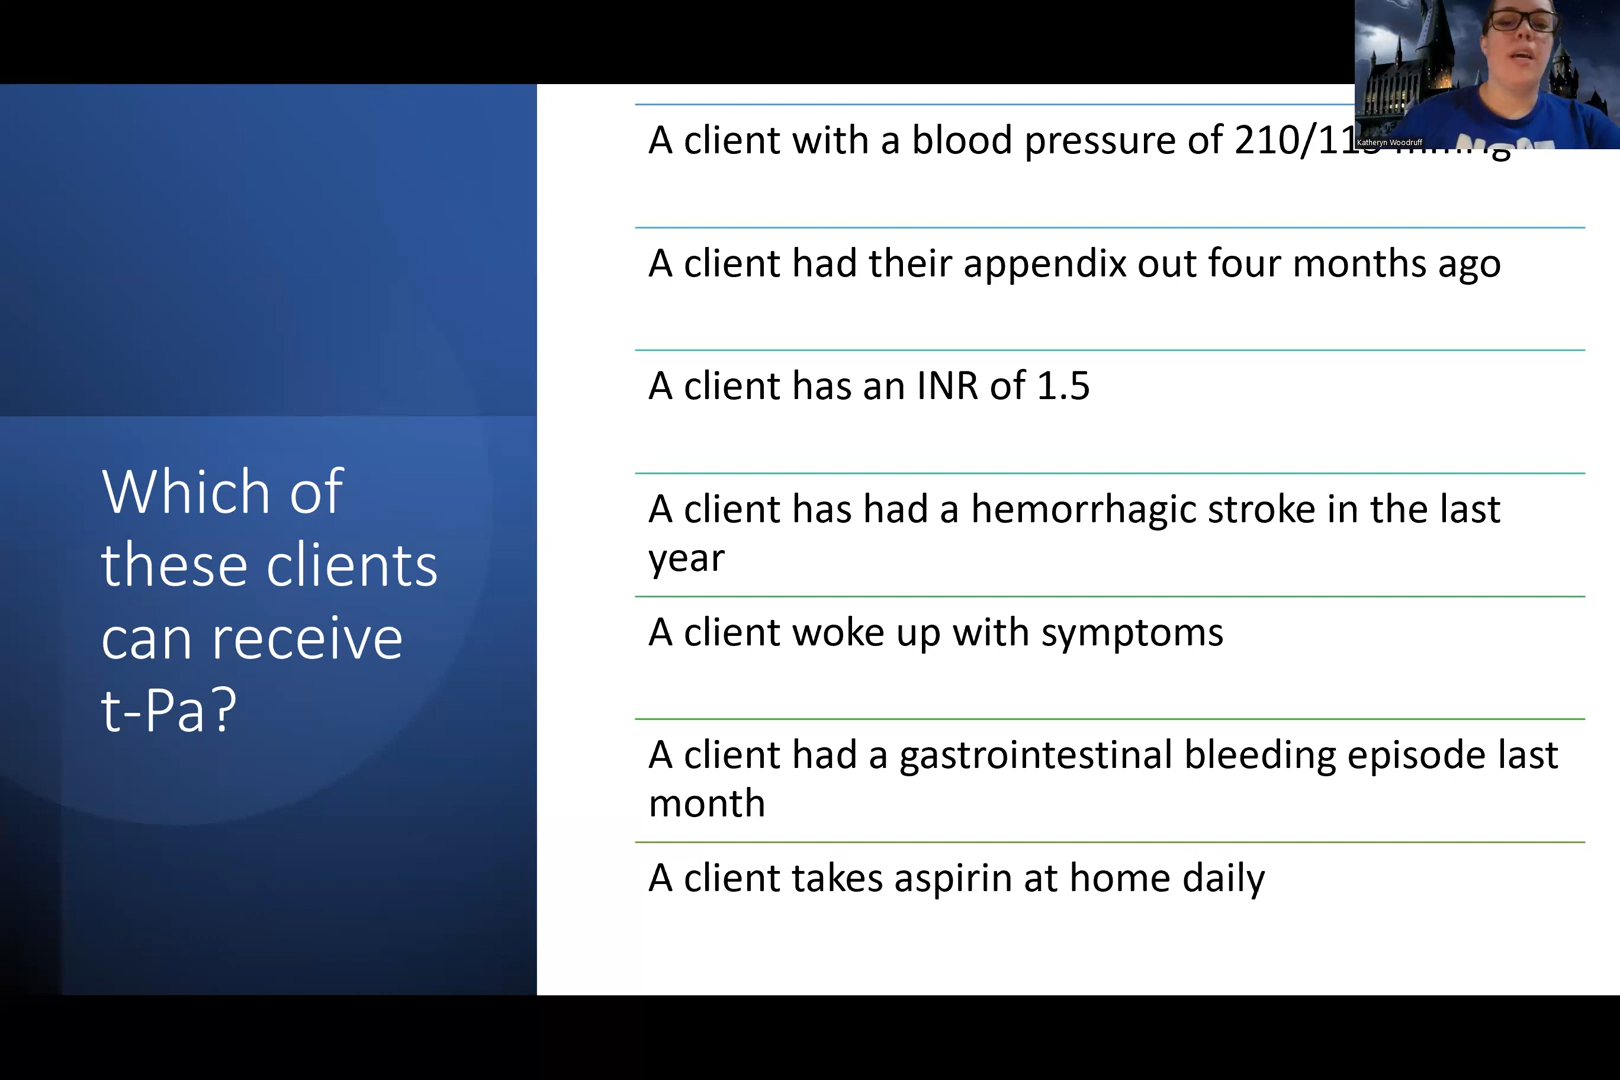 Katheryn Woodruff
A client with a blood pressure of
A client had their appendix out four months ago
A client has an INR of 1.5
A client has had a hemorrhagic stroke in the last
year
A client woke up with symptoms
A client had a gastrointestinal bleeding episode last
month
A client takes aspirin at home daily
Which of
these clients
can receive
t-Pa?